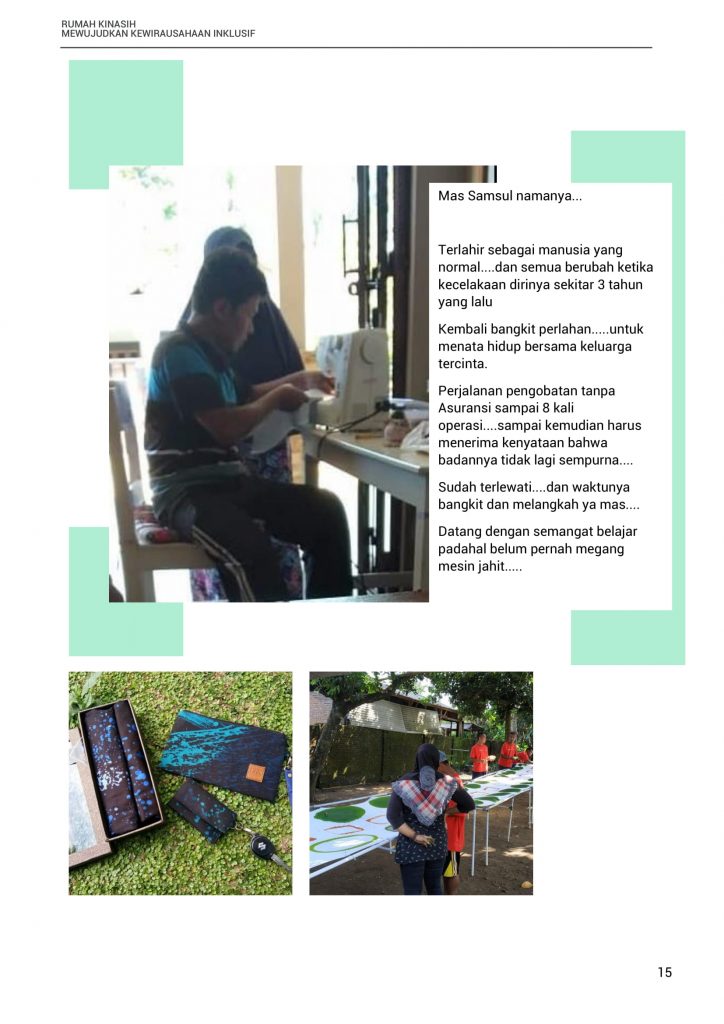 RUMAH KINASIH
MEWUJUDKAN KEWIRAUSAHAAN INKLUSIF
Mas Samsul namanya...
Terlahir sebagai manusia yang
normal....dan semua berubah ketika
kecelakaan dirinya sekitar 3 tahun
yang lalu
Kembali bangkit perlahan.....untuk
menata hidup bersama keluarga
tercinta.
Perjalanan pengobatan tanpa
Asuransi sampai 8 kali
operasi....sampai kemudian harus
menerima kenyataan bahwa
badannya tidak lagi sempurna....
Sudah terlewati....dan waktunya
bangkit dan melangkah ya mas....
Datang dengan semangat belajar
padahal belum pernah megang
mesin jahit.....
15